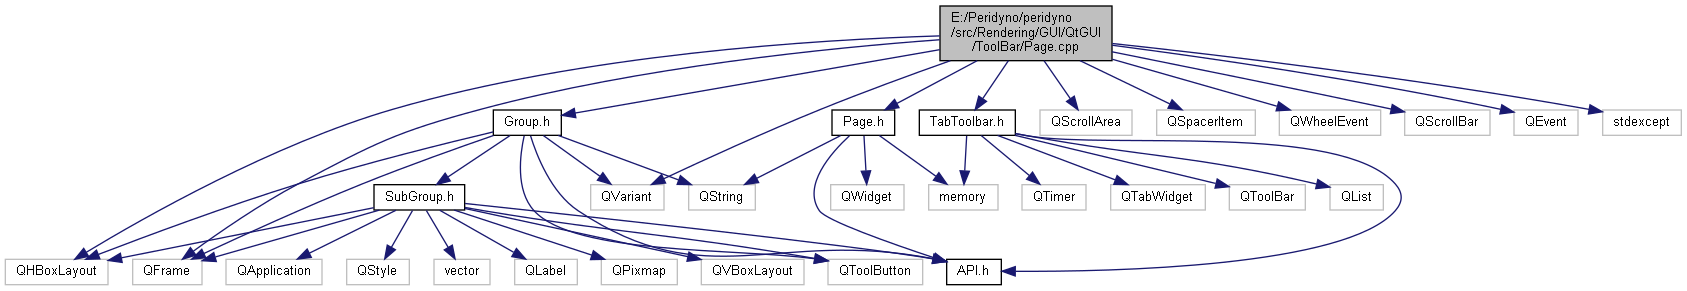 E:/Peridyno/peridyno
/src/Rendering/GUI/QtGUI
/ToolBar/Page.cpp
Group.h
Page.h
TabToolbar.h
QScrollArea
QSpacerItem
QWheelEvent
QScrollBar
QEvent
stdexcept
SubGroup.h
QVariant
QString
QWidget
memory
QTimer
QTabWidget
QToolBar
QList
QHBoxLayout
QFrame
QApplication
QStyle
vector
QLabel
QPixmap
QVBoxLayout
QToolButton
API.h